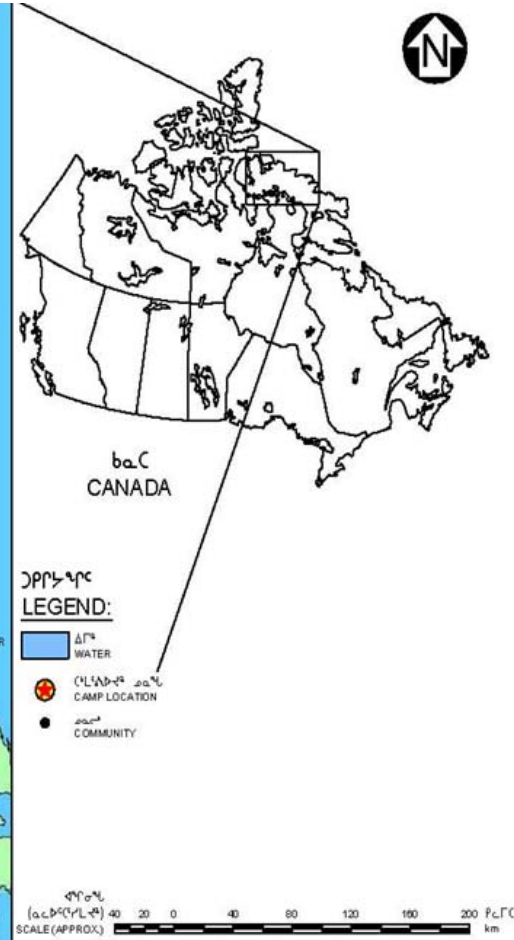 N
ᑲᓇᑕ
CANADA
ᑐᑭᒋᔭᖏᑦ
LEGEND:
ᐃᒥᖅ
WATER
CAMP LOCATION
COMMUNITY
40 20 0 40 80 120 160 200
SCALE (APPROX.) km